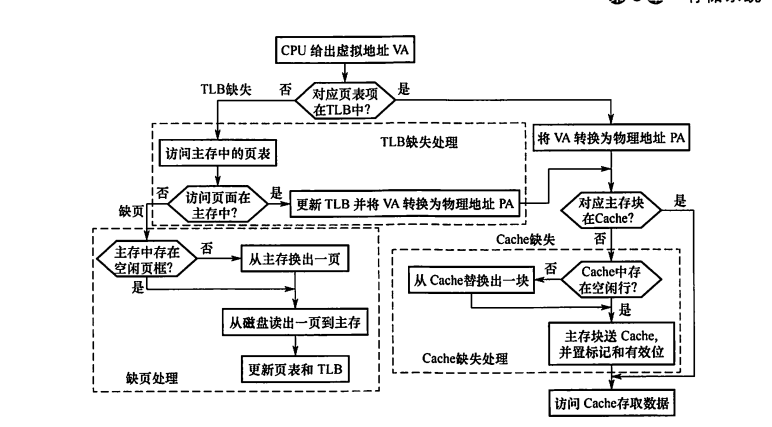 CPU 给出虚拟地址 VA
TLB缺失
否
对应页表项
在TLB中?
是
访问主存中的页表
TLB缺失处理
将 VA 转换为物理地址 PA
否
访问页面在
主存中?
是
更新 TLB 并将 VA 转换为物理地址 PA
对应主存块
在Cache?
是
缺页
主存中存在
空闲页框?
否
从主存换出一页
是
Cache缺失
否
从 Cache替换出一块
否
Cache中存
在空闲行?
是
从磁盘读出一页到主存
主存块送 Cache,
并置标记和有效位
更新页表和 TLB
缺页处理
Cache缺失处理
访问 Cache存取数据